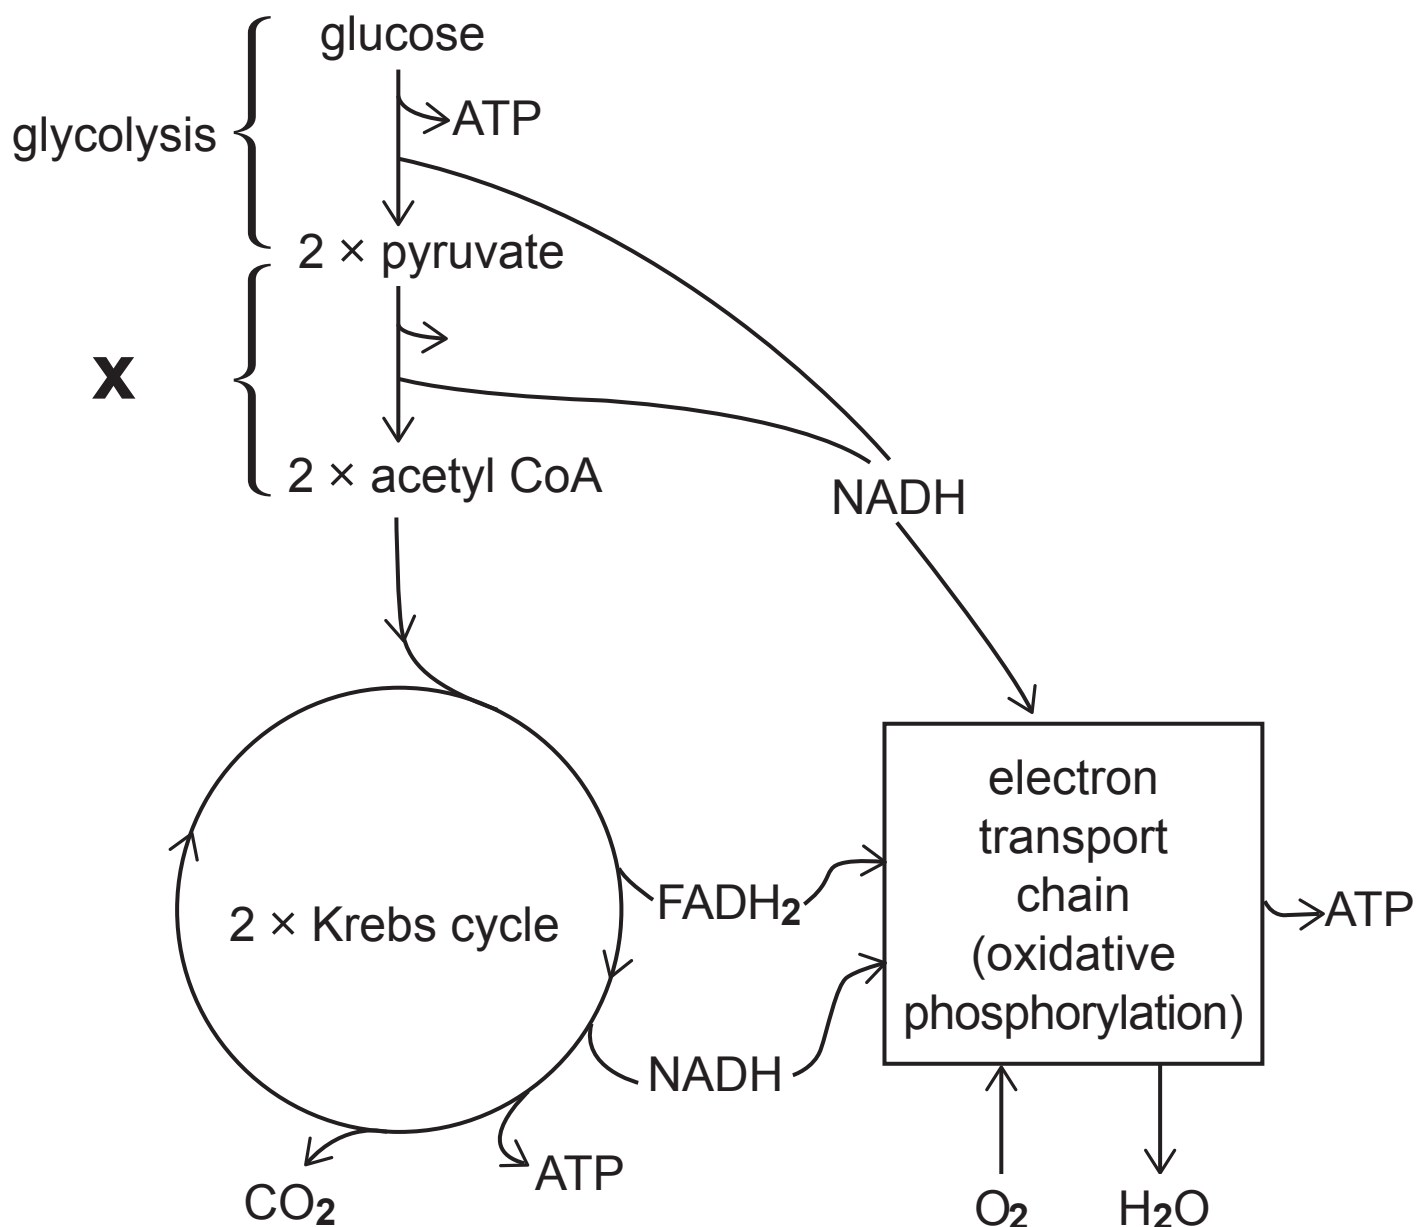 glucose
ATP
glycolysis
2 × pyruvate
X
2 × acetyl CoA
NADH
electron
transport
chain
(oxidative
phosphorylation)
FADH2
ATP
2 × Krebs cycle
NADH
ATP
CO2
O2
H2O